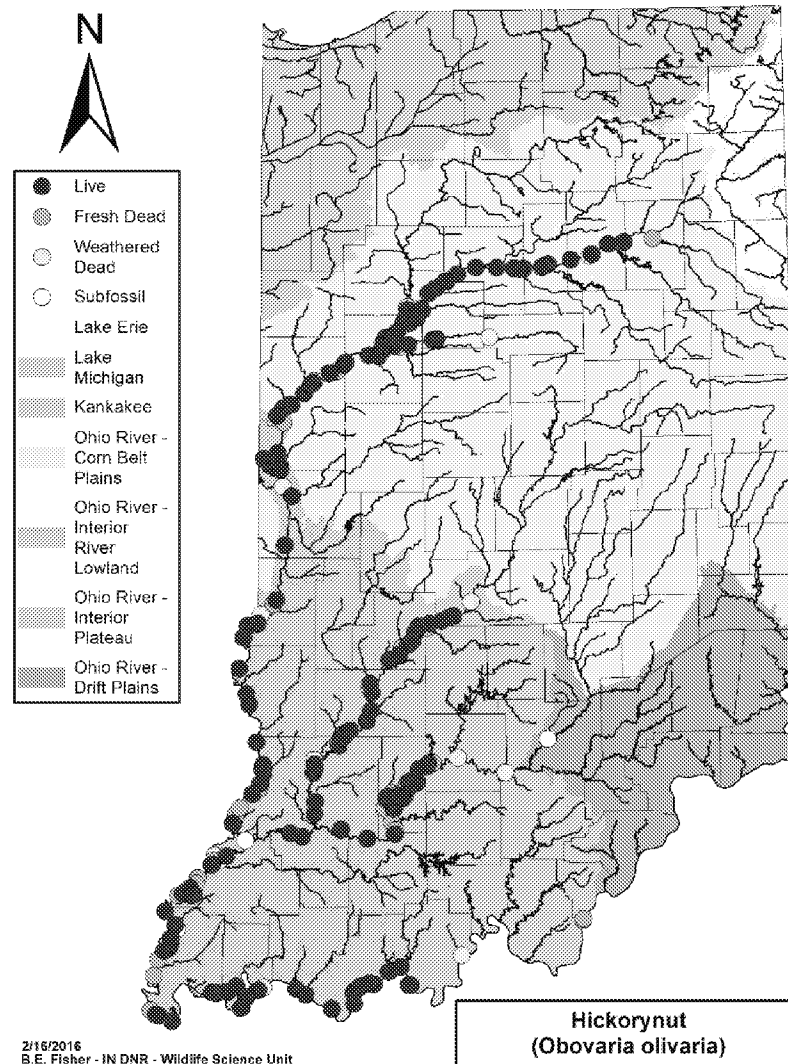 N
Live
Fresh Dead
Weathered
Dead
Subfossil
Lake Erie
Lake
Michigan
Kankakee
Ohio River -
Corn Belt
Plains
Ohio River -
Interior
River
Lowland
Ohio River -
Interior
Plateau
Ohio River -
Drift Plains
2/16/2016
B.E. Fisher - IN DNR - Wildlife Science Unit
Hickorynut
(Obovaria olivaria)